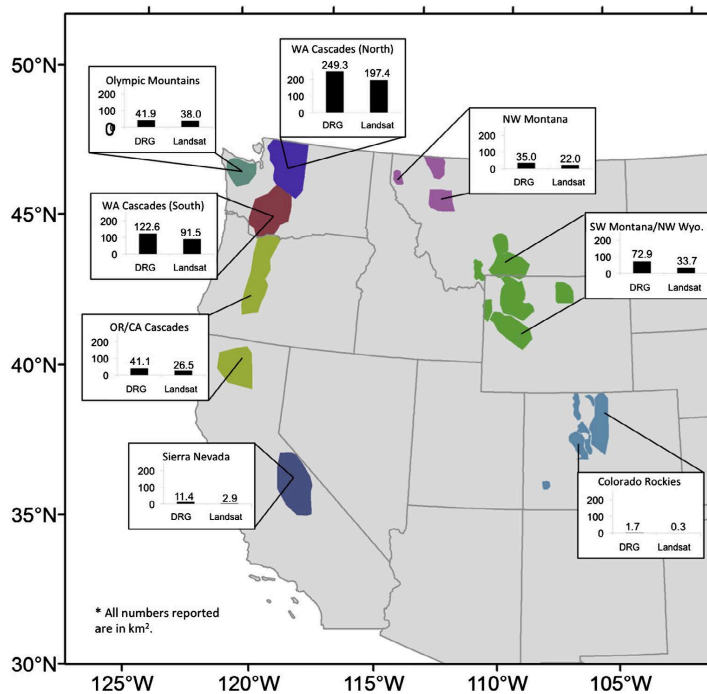 50°N
45°N
40°N
35°N
30°N
WA Cascades (North)
200
100
0
249.3 197.4
DRG Landsat
Olympic Mountains
200
100
0
41.9 38.0
DRG Landsat
NW Montana
200
100
0
35.0 22.0
DRG Landsat
WA Cascades (South)
200
100
0
122.6 91.5
DRG Landsat
SW Montana/NW Wyo.
200
100
0
72.9 33.7
DRG Landsat
OR/CA Cascades
200
100
0
41.1 26.5
DRG Landsat
Sierra Nevada
200
100
0
11.4 2.9
DRG Landsat
Colorado Rockies
200
100
0
1.7 0.3
DRG Landsat
* All numbers reported
are in km².
125°W 120°W 115°W 110°W 105°W